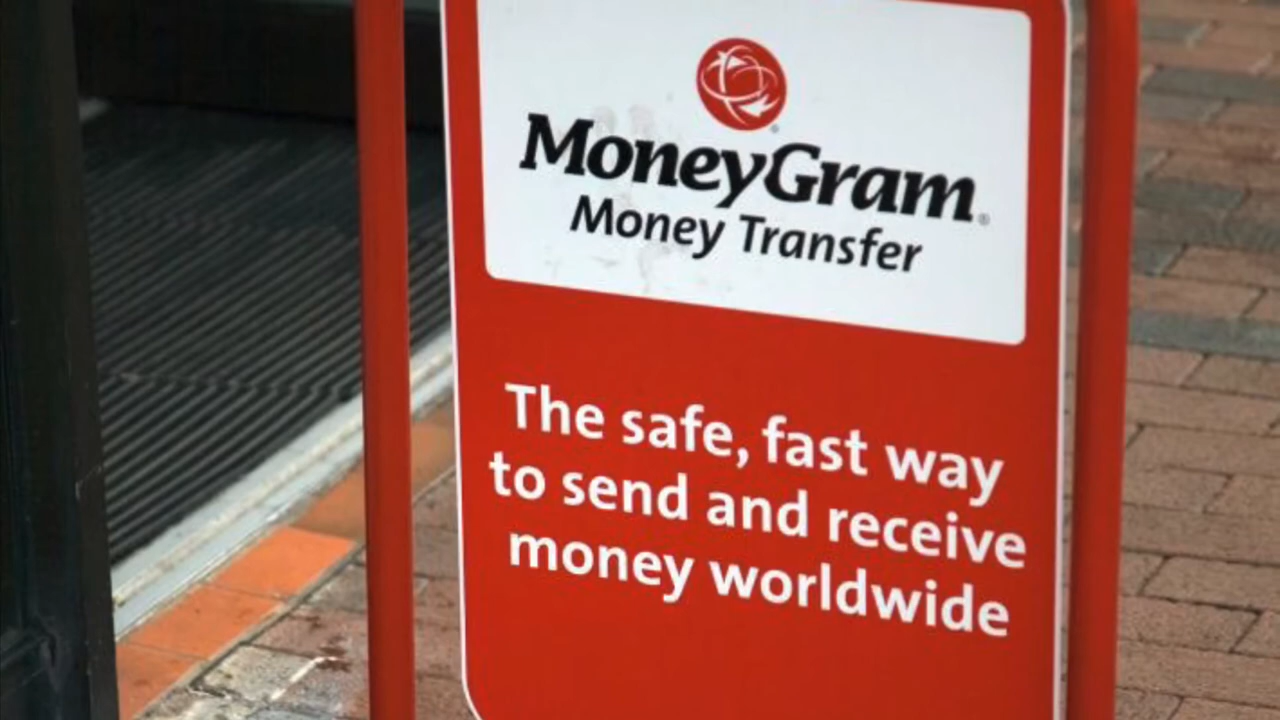 MoneyGram®
Money Transfer
The safe, fast way
to send and receive
money worldwide